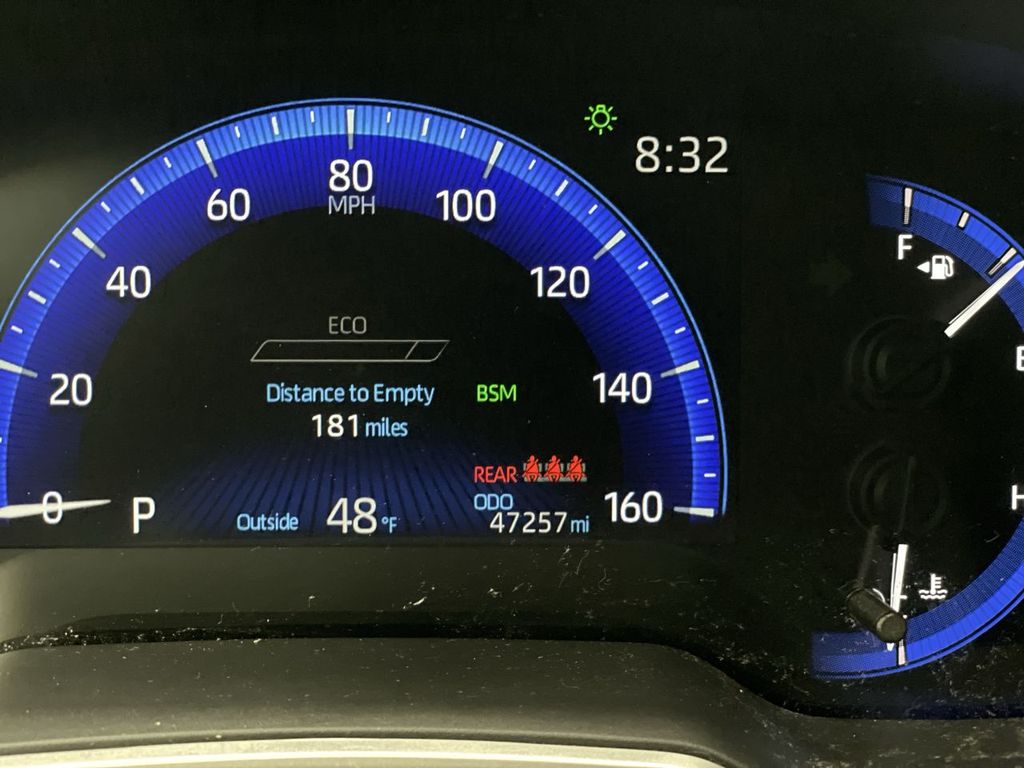 8:32
80
MPH
60
100
40
120
20
140
0
160
ECO
Distance to Empty
181 miles
BSM
REAR
ODO
47257 mi
P
Outside 48 °F
F
E
H